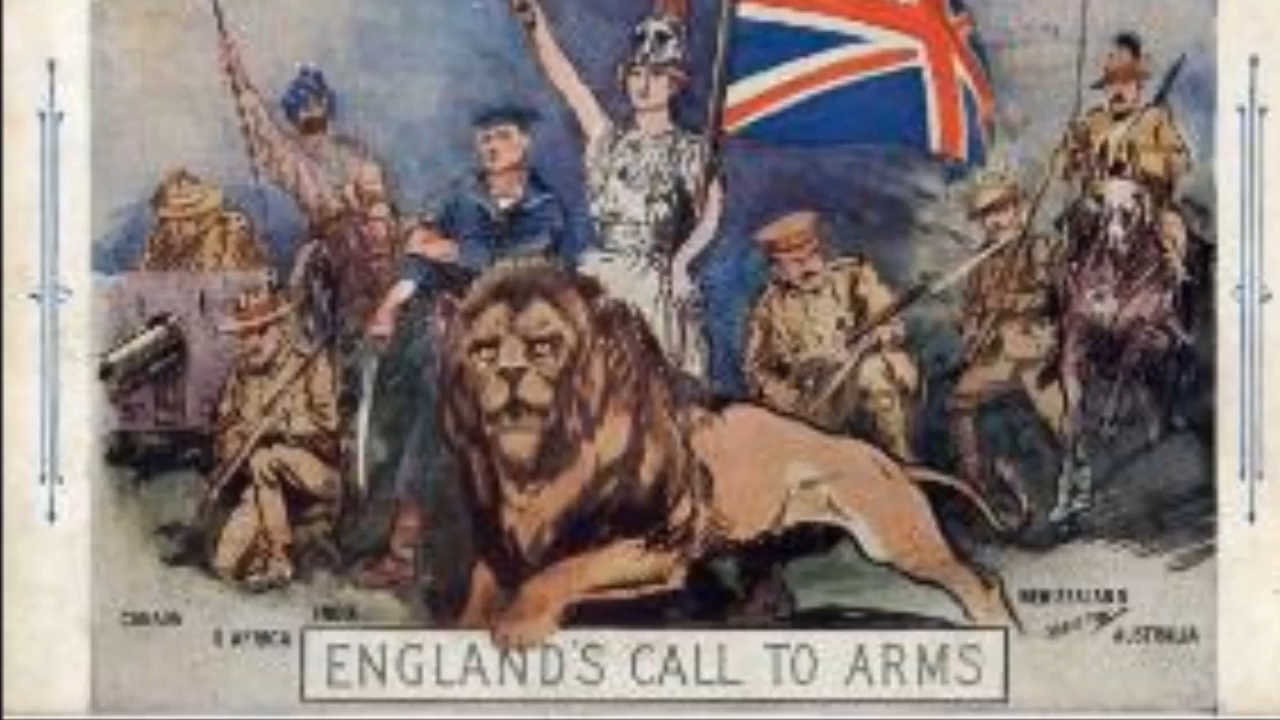 CANADA
INDIA
S AFRICA
NEW ZEALAND
AUSTRALIA
ENGLAND'S CALL TO ARMS